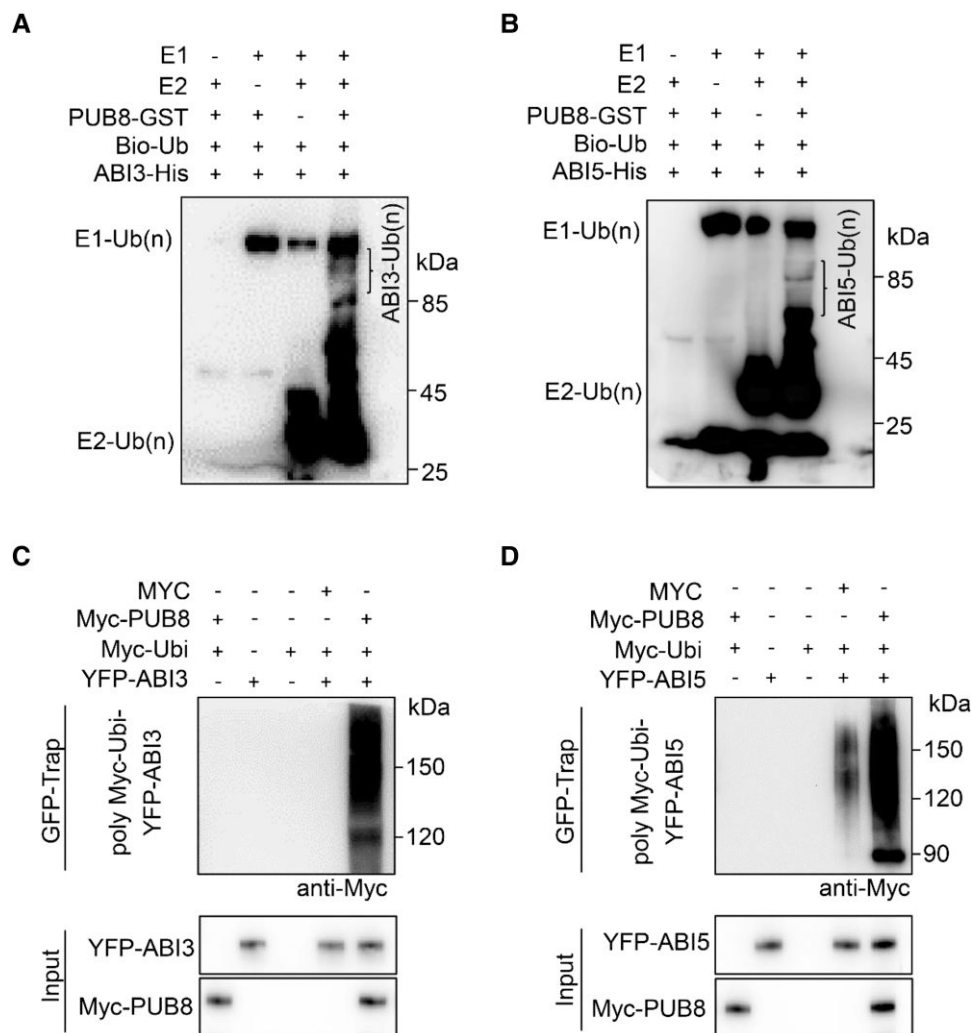 A
E1 - + + +
E2 + - + +
PUB8-GST + + - +
Bio-Ub + + + +
ABI3-His + + + +
E1-Ub(n)
ABI3-Ub(n)
kDa
85
45
E2-Ub(n)
25
B
E1 - + + +
E2 + - + +
PUB8-GST + + - +
Bio-Ub + + + +
ABI5-His + + + +
E1-Ub(n)
ABI5-Ub(n)
kDa
85
45
E2-Ub(n)
25
C
MYC - - - + -
Myc-PUB8 + - - - +
Myc-Ubi + - + + +
YFP-ABI3 - + - + +
kDa
GFP-Trap
poly Myc-Ubi-
YFP-ABI3
150
120
anti-Myc
Input
YFP-ABI3
Myc-PUB8
D
MYC - - - + -
Myc-PUB8 + - - - +
Myc-Ubi + - + + +
YFP-ABI5 - + - + +
kDa
GFP-Trap
poly Myc-Ubi-
YFP-ABI5
150
120
90
anti-Myc
Input
YFP-ABI5
Myc-PUB8